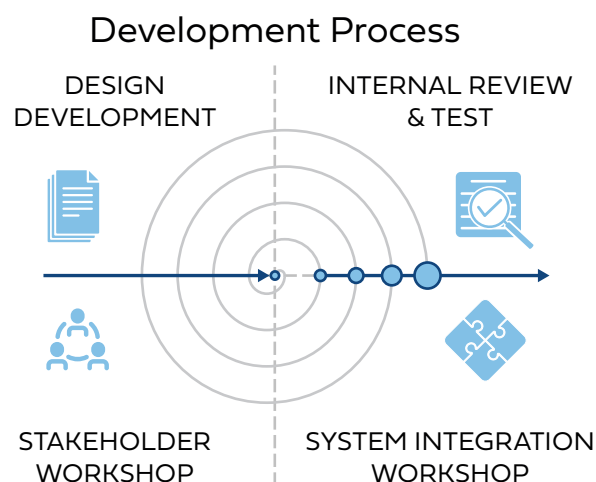 Development Process
DESIGN
DEVELOPMENT
INTERNAL REVIEW
& TEST
STAKEHOLDER
WORKSHOP
SYSTEM INTEGRATION
WORKSHOP